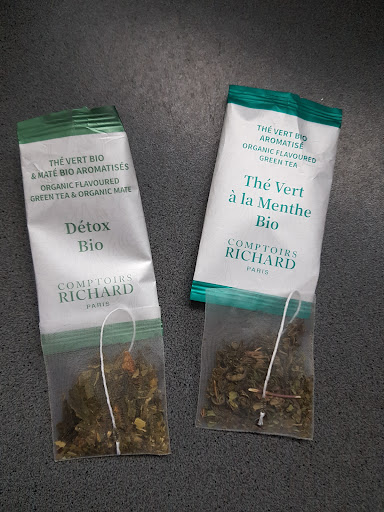 THÉ VERT BIO
& MATÉ BIO AROMATISÉS
ORGANIC FLAVOURED
GREEN TEA & ORGANIC MATE
Détox
Bio
COMPTOIRS
RICHARD
PARIS
THÉ VERT BIO
AROMATISÉ
ORGANIC FLAVOURED
GREEN TEA
Thé Vert
à la Menthe
Bio
COMPTOIRS
RICHARD
PARIS